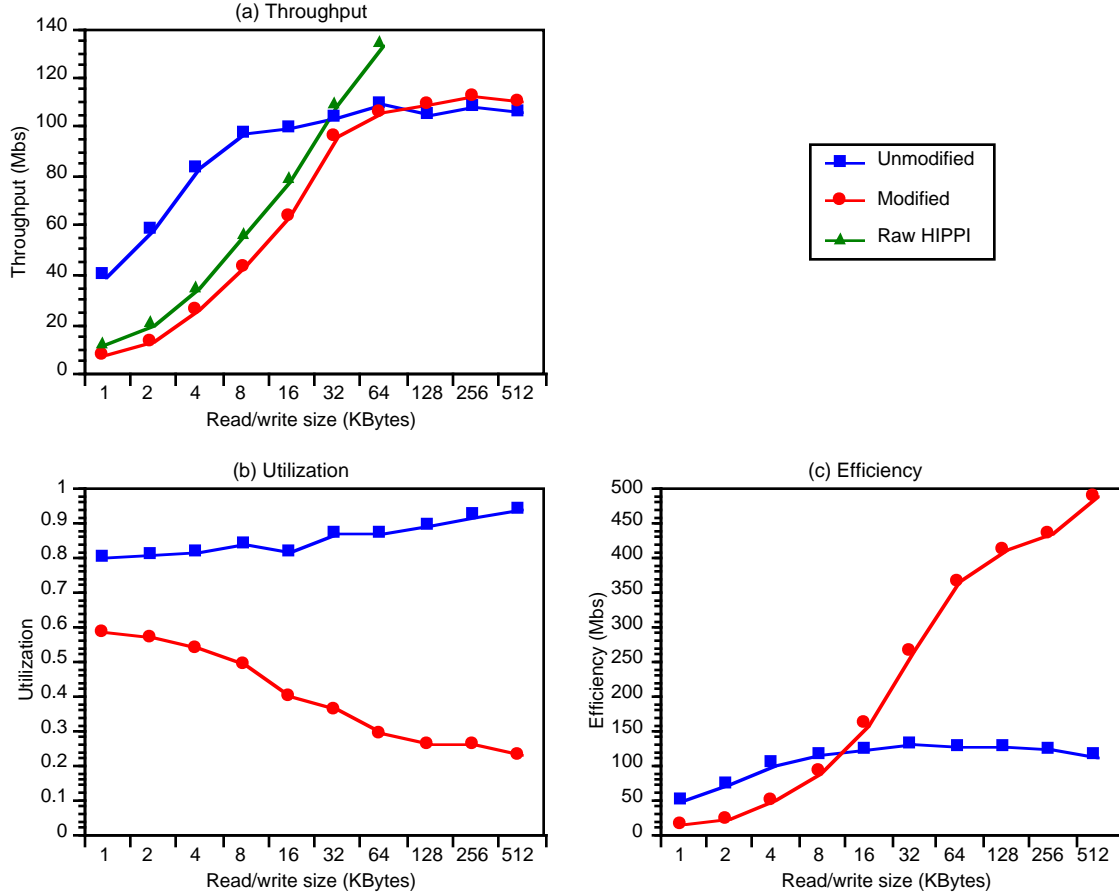 (a) Throughput
140
120
100
80
60
40
20
0
Throughput (Mbs)
1 2 4 8 16 32 64 128 256 512
Read/write size (KBytes)
Unmodified
Modified
Raw HIPPI
(b) Utilization
1
0.9
0.8
0.7
0.6
0.5
0.4
0.3
0.2
0.1
0
Utilization
1 2 4 8 16 32 64 128 256 512
Read/write size (KBytes)
(c) Efficiency
500
450
400
350
300
250
200
150
100
50
0
Efficiency (Mbs)
1 2 4 8 16 32 64 128 256 512
Read/write size (KBytes)